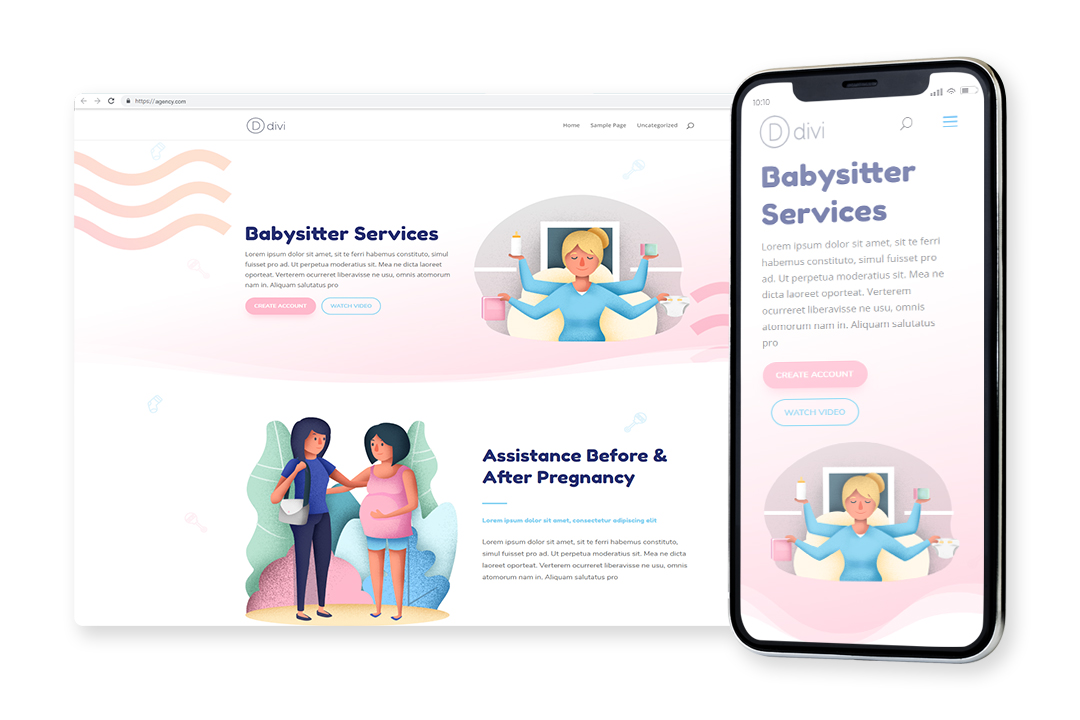 https://agency.com
D divi
Home Sample Page Uncategorized
Babysitter Services
Lorem ipsum dolor sit amet, sit te ferri habemus constituto, simul
fuisset pro ad. Ut perpetua moderatius sit. Mea ne dicta laoreet
oporteat. Verterem ocurreret liberavisse ne usu, omnis atomorum
nam in. Aliquam salutatus pro
CREATE ACCOUNT WATCH VIDEO
Assistance Before &
After Pregnancy
Lorem ipsum dolor sit amet, consectetur adipiscing elit
Lorem ipsum dolor sit amet, sit te ferri habemus constituto,
simul fuisset pro ad. Ut perpetua moderatius sit. Mea ne dicta
laoreet oporteat. Verterem ocurreret liberavisse ne usu, omnis
atomorum nam in. Aliquam salutatus pro
10:10
D divi
Babysitter
Services
Lorem ipsum dolor sit amet, sit te ferri
habemus constituto, simul fuisset pro
ad. Ut perpetua moderatius sit. Mea ne
dicta laoreet oporteat. Verterem
ocurreret liberavisse ne usu, omnis
atomorum nam in. Aliquam salutatus
pro
CREATE ACCOUNT
WATCH VIDEO